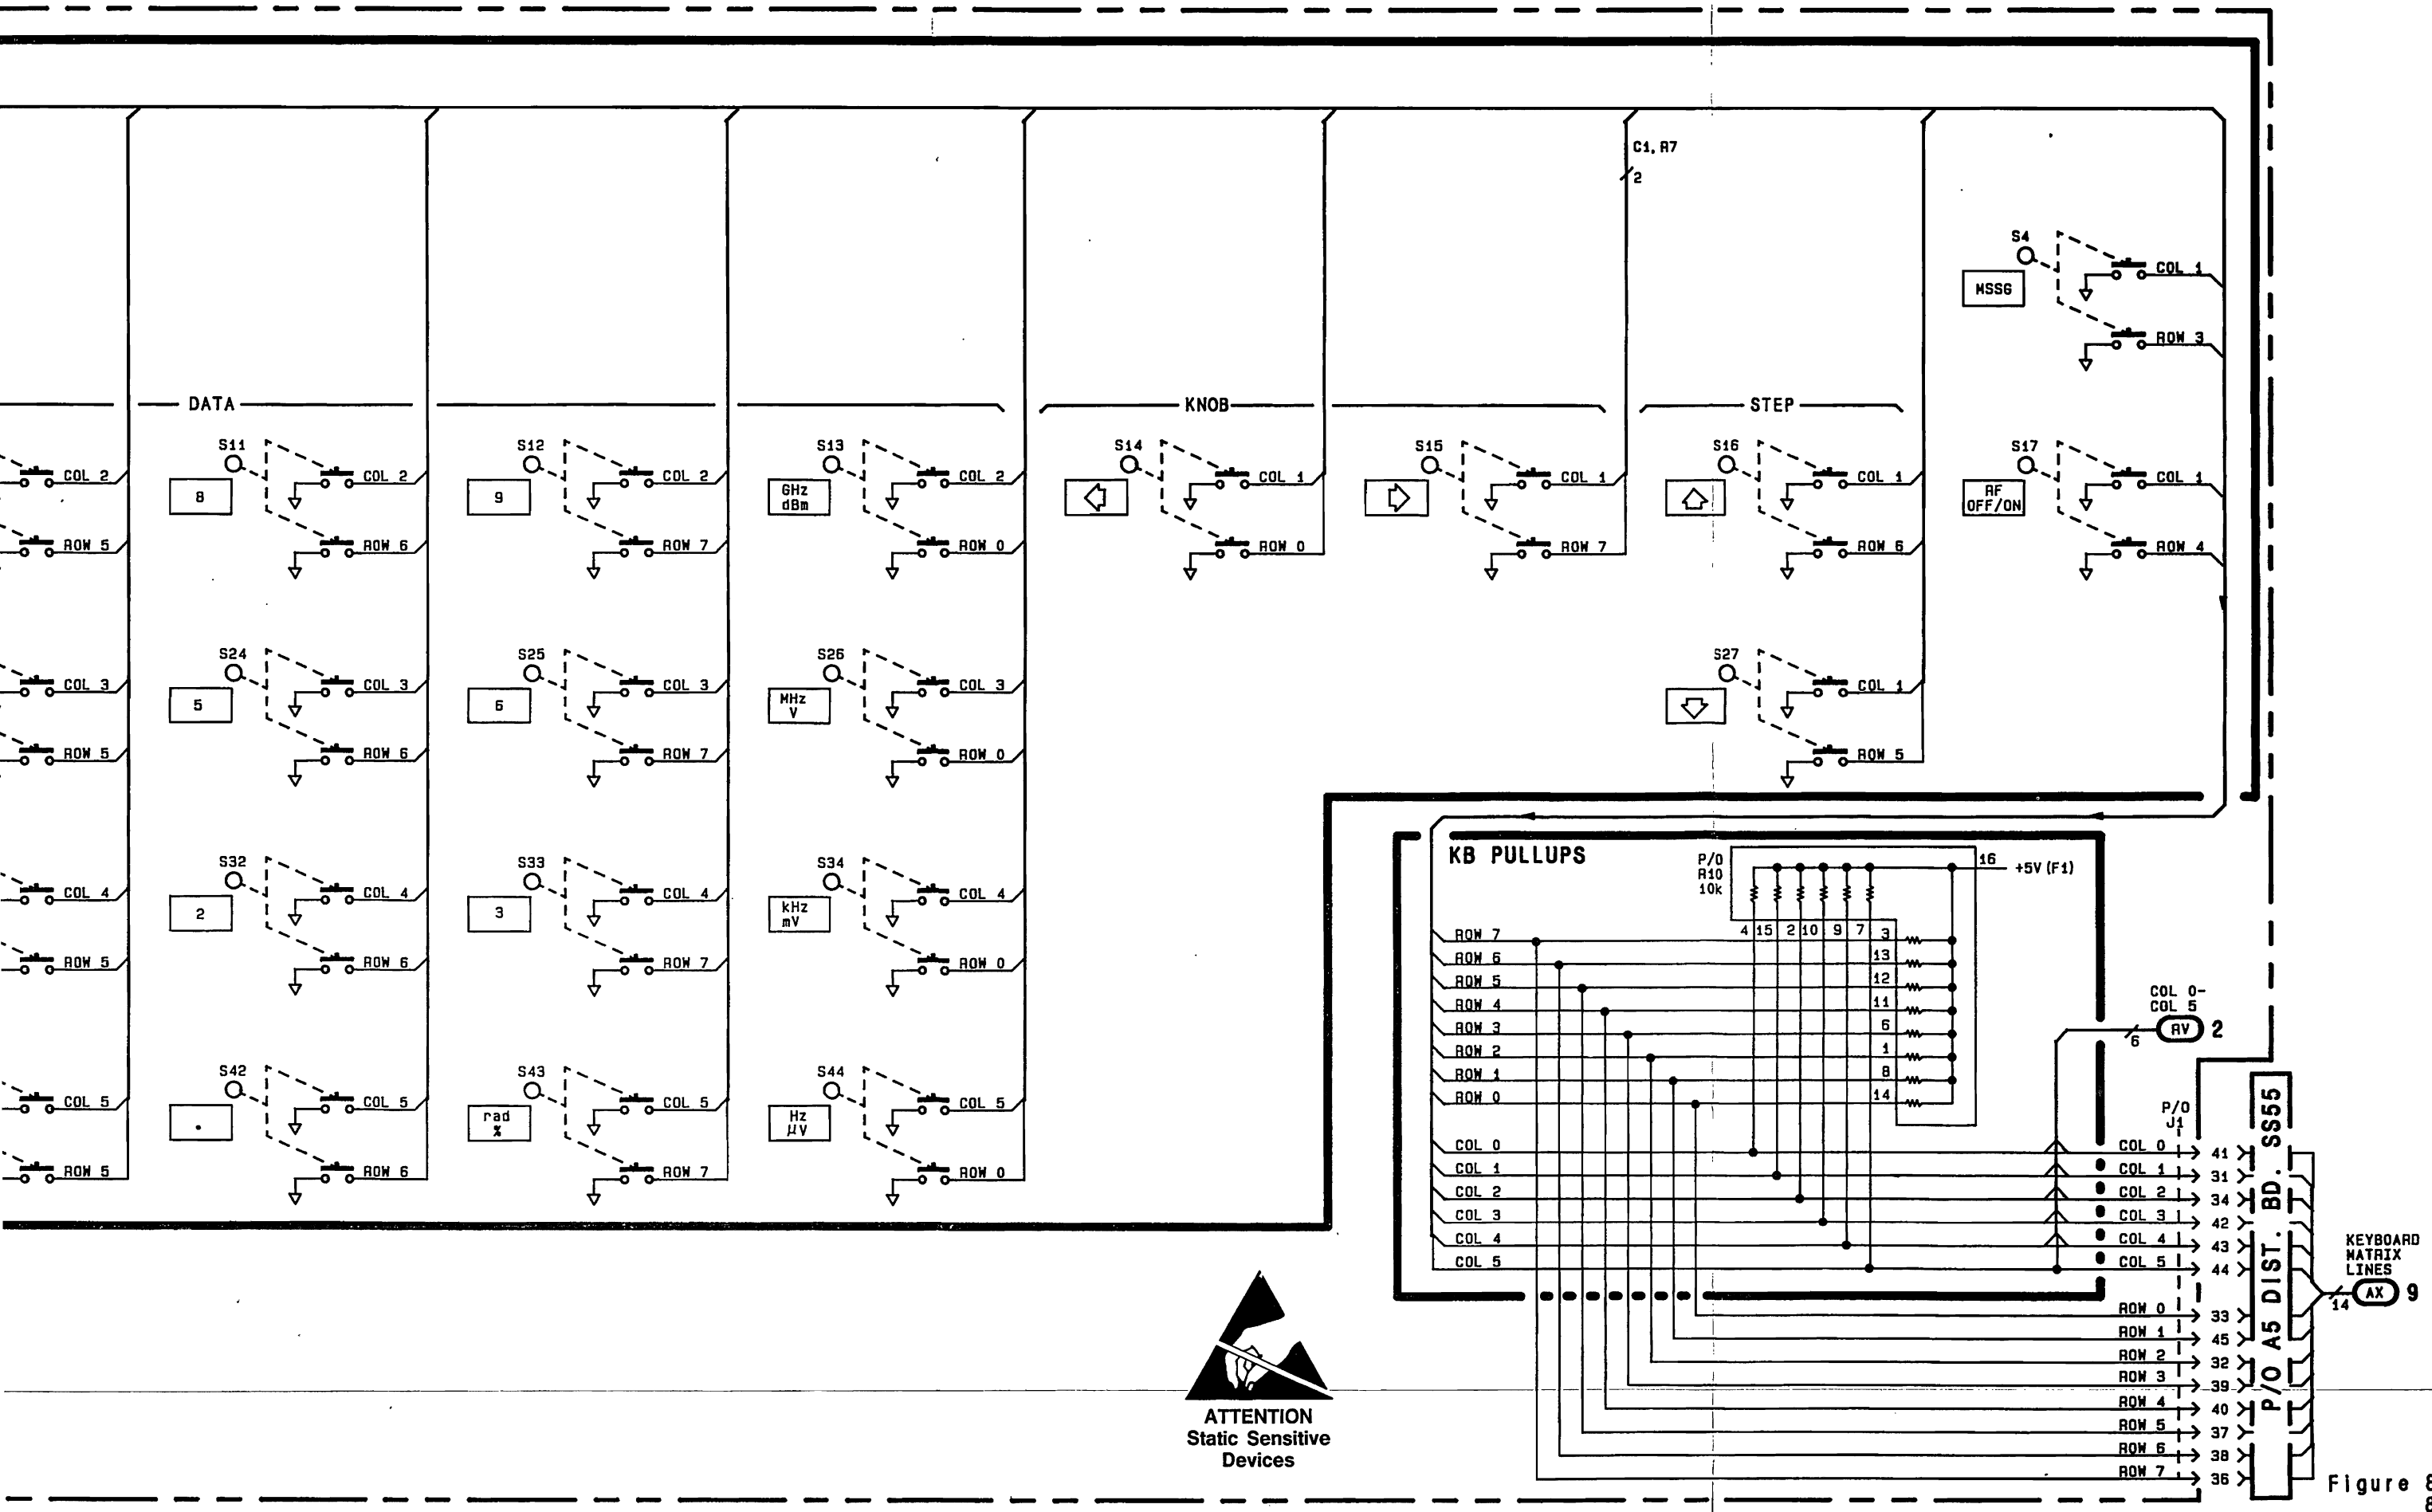 C1, R7
2
S4
MSSG
COL 1
ROW 3
DATA
KNOB
STEP
COL 2
ROW 5
S11
8
COL 2
ROW 6
S12
9
COL 2
ROW 7
S13
GHz
dBm
COL 2
ROW 0
S14
COL 1
ROW 0
S15
COL 1
ROW 7
S16
COL 1
ROW 6
S17
RF
OFF/ON
COL 1
ROW 4
COL 3
ROW 5
S24
5
COL 3
ROW 6
S25
6
COL 3
ROW 7
S26
MHz
V
COL 3
ROW 0
S27
COL 1
ROW 5
COL 4
ROW 5
S32
2
COL 4
ROW 6
S33
3
COL 4
ROW 7
S34
kHz
mV
COL 4
ROW 0
COL 5
ROW 5
S42
.
COL 5
ROW 6
S43
rad
%
COL 5
ROW 7
S44
Hz
µV
COL 5
ROW 0
KB PULLUPS
P/O
R10
10k
16
+5V (F1)
4 15 2 10 9 7
ROW 7
3
ROW 6
13
ROW 5
12
ROW 4
11
ROW 3
6
ROW 2
1
ROW 1
8
ROW 0
14
COL 0
COL 1
COL 2
COL 3
COL 4
COL 5
COL 0-
COL 5
6
RV
2
P/O
J1
COL 0 41
COL 1 31
COL 2 34
COL 3 42
COL 4 43
COL 5 44
ROW 0 33
ROW 1 45
ROW 2 32
ROW 3 39
ROW 4 40
ROW 5 37
ROW 6 38
ROW 7 36
P/O A5 DIST. BD. SS55
KEYBOARD
MATRIX
LINES
14
AX
9
ATTENTION
Static Sensitive
Devices
Figure 8